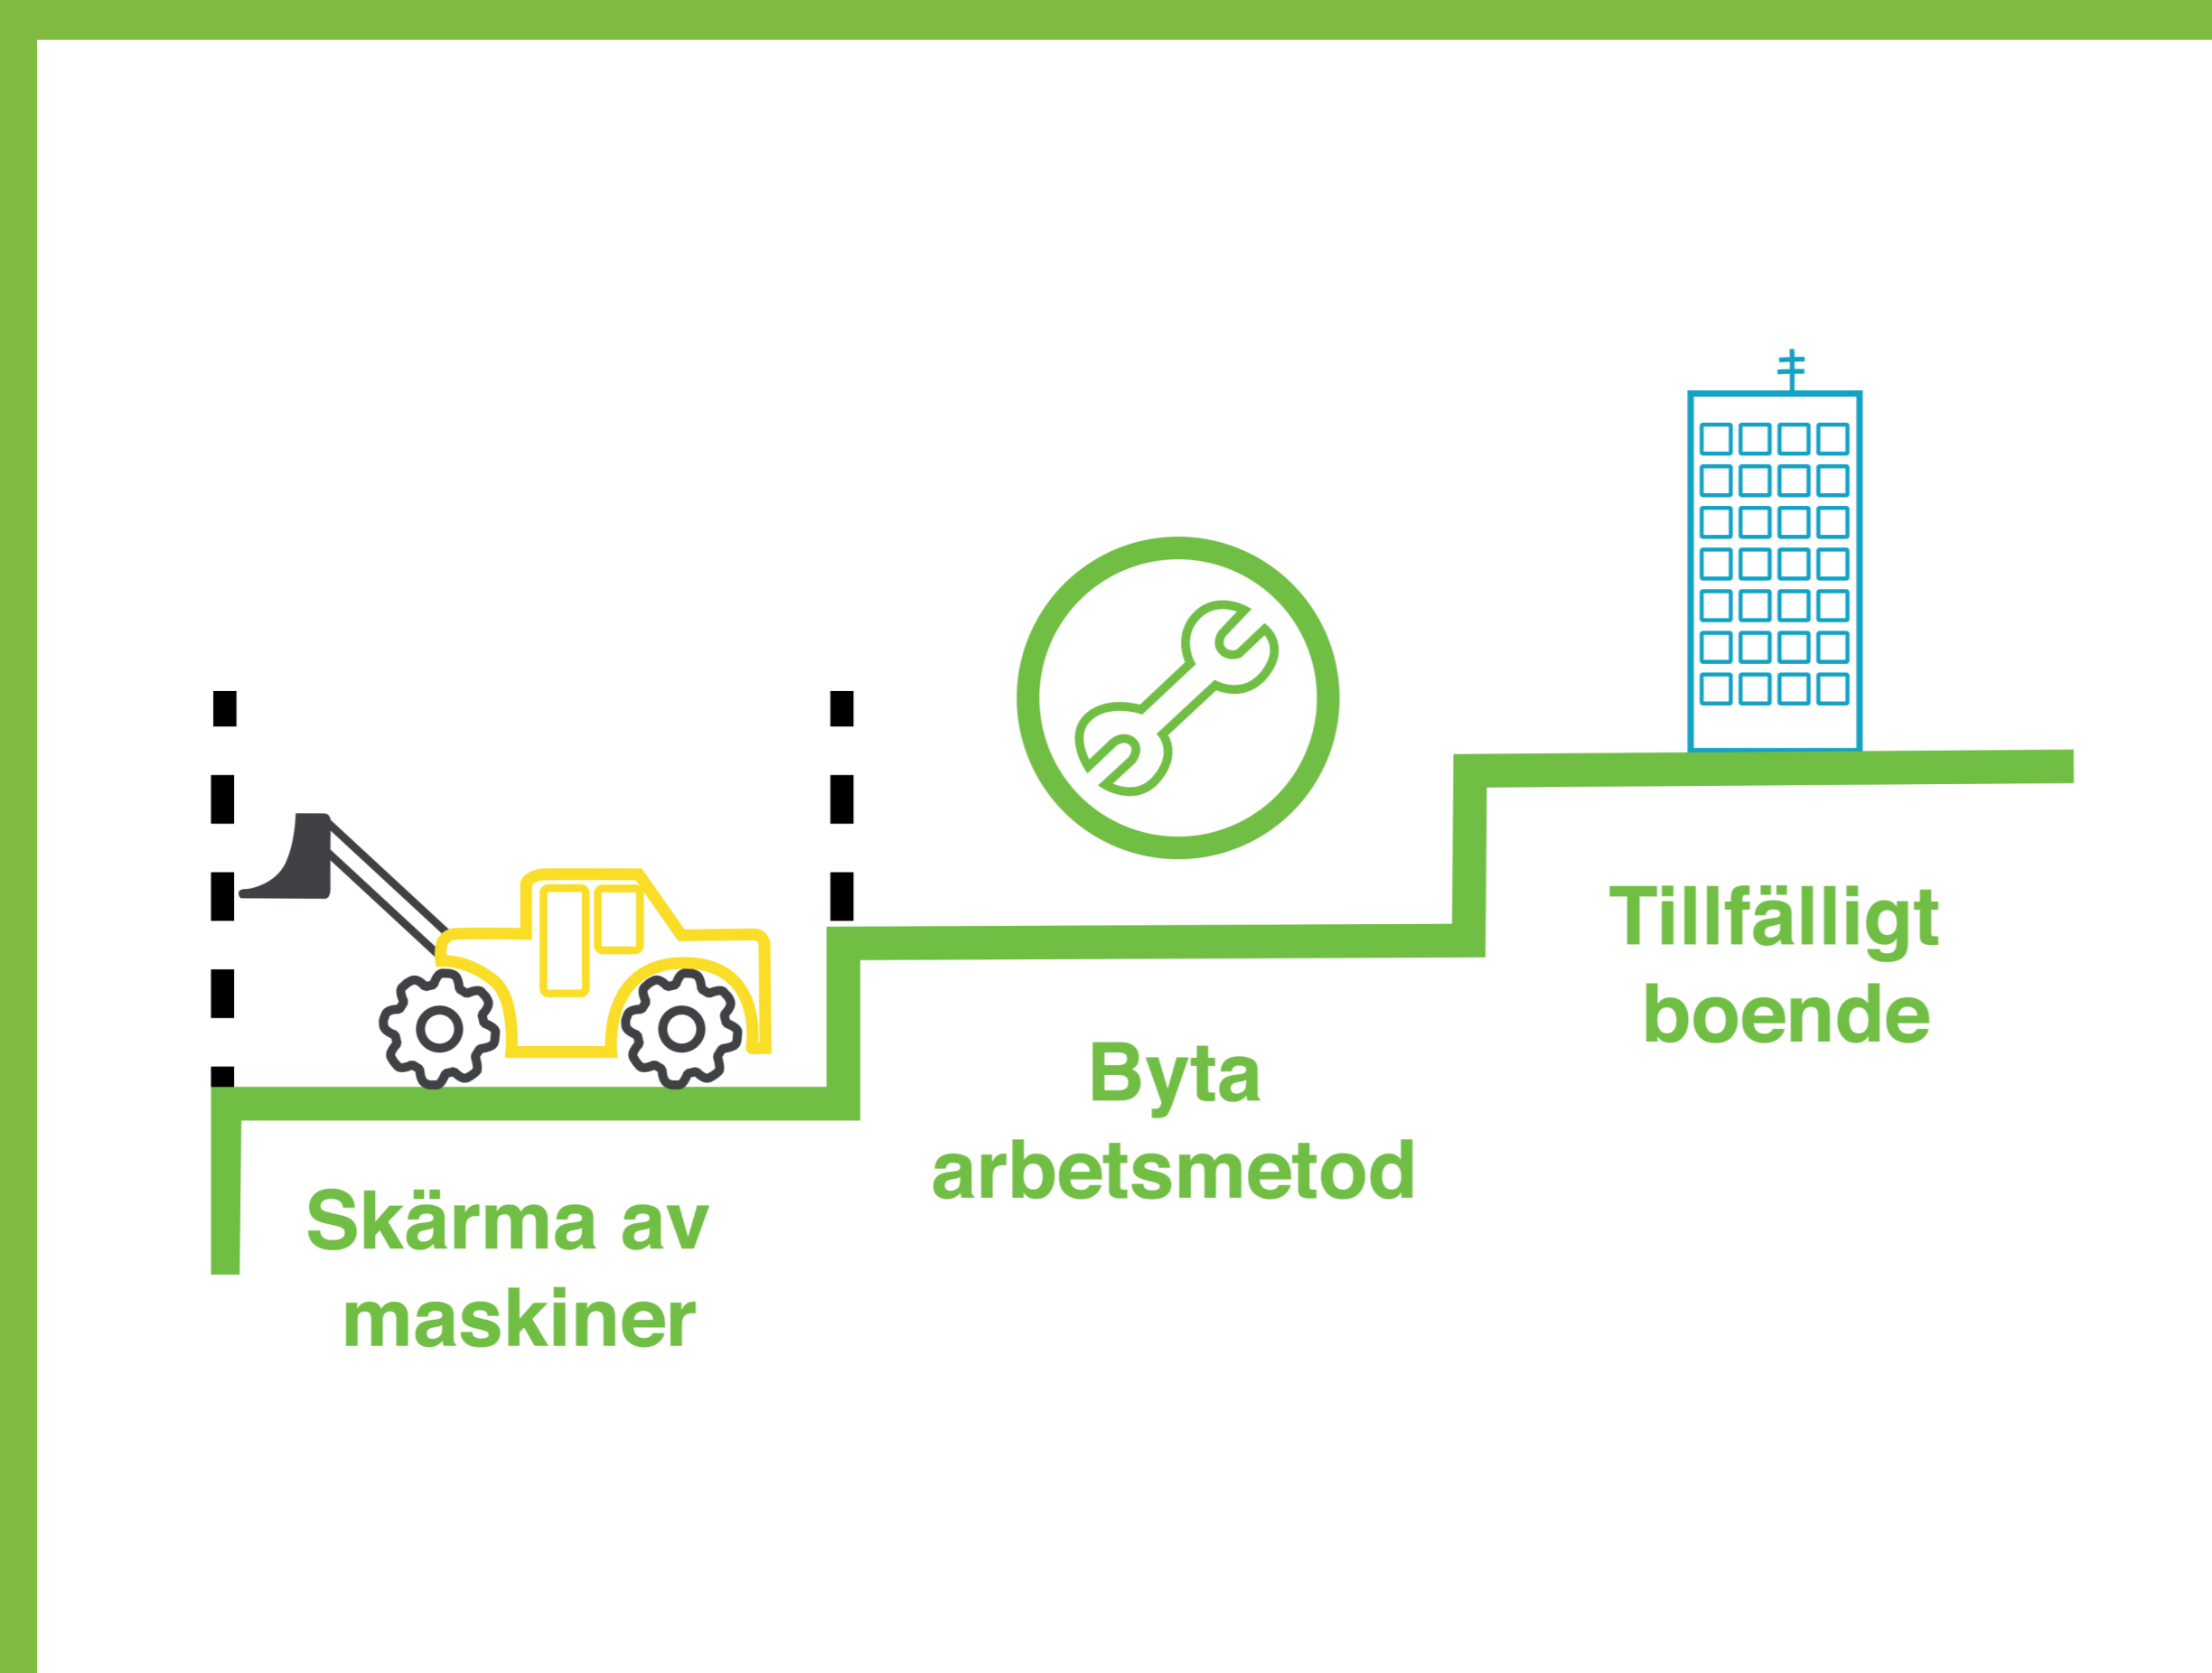 Skärma av
maskiner
Byta
arbetsmetod
Tillfälligt
boende